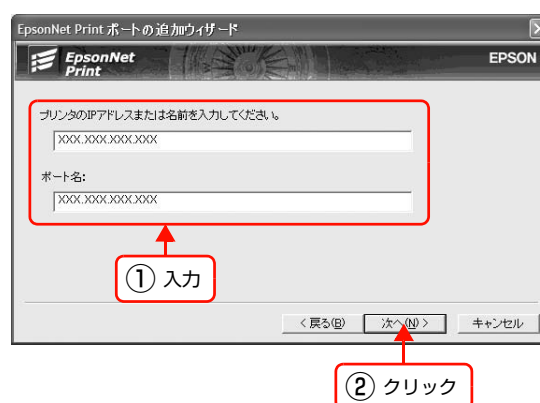 EpsonNet Print ポートの追加ウィザード
EpsonNet
Print
EPSON
プリンタのIPアドレスまたは名前を入力してください。
XXX.XXX.XXX.XXX
ポート名:
XXX.XXX.XXX.XXX
① 入力
< 戻る(B) 次へ(N) > キャンセル
② クリック